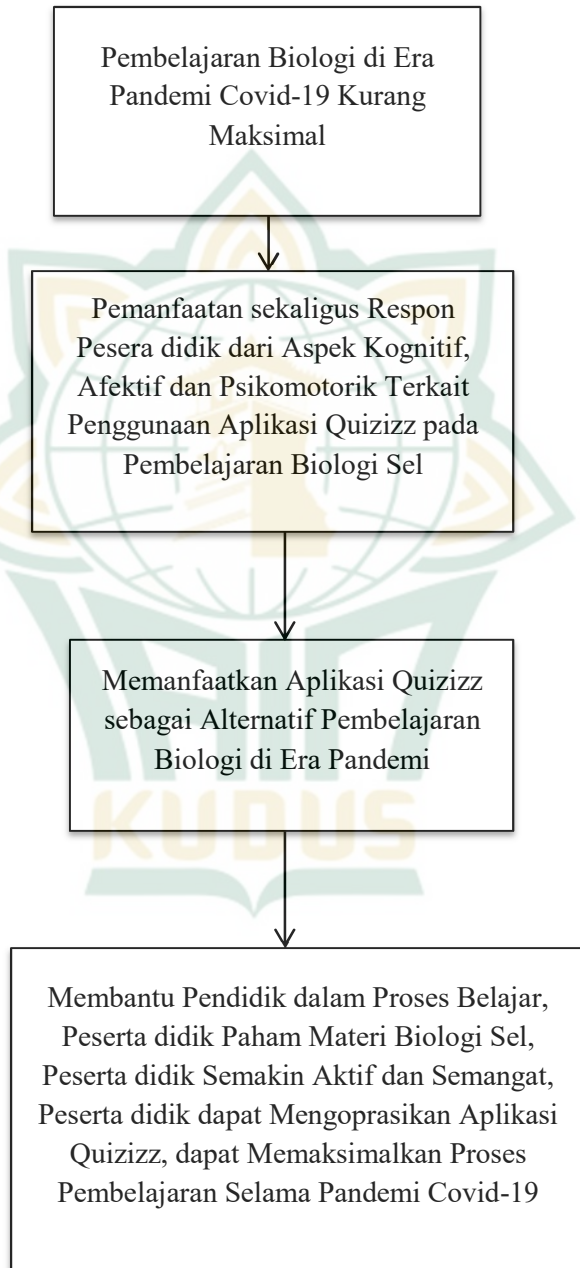 Pembelajaran Biologi di Era
Pandemi Covid-19 Kurang
Maksimal
Pemanfaatan sekaligus Respon
Pesera didik dari Aspek Kognitif,
Afektif dan Psikomotorik Terkait
Penggunaan Aplikasi Quizizz pada
Pembelajaran Biologi Sel
Memanfaatkan Aplikasi Quizizz
sebagai Alternatif Pembelajaran
Biologi di Era Pandemi
KUDUS
Membantu Pendidik dalam Proses Belajar,
Peserta didik Paham Materi Biologi Sel,
Peserta didik Semakin Aktif dan Semangat,
Peserta didik dapat Mengoprasikan Aplikasi
Quizizz, dapat Memaksimalkan Proses
Pembelajaran Selama Pandemi Covid-19